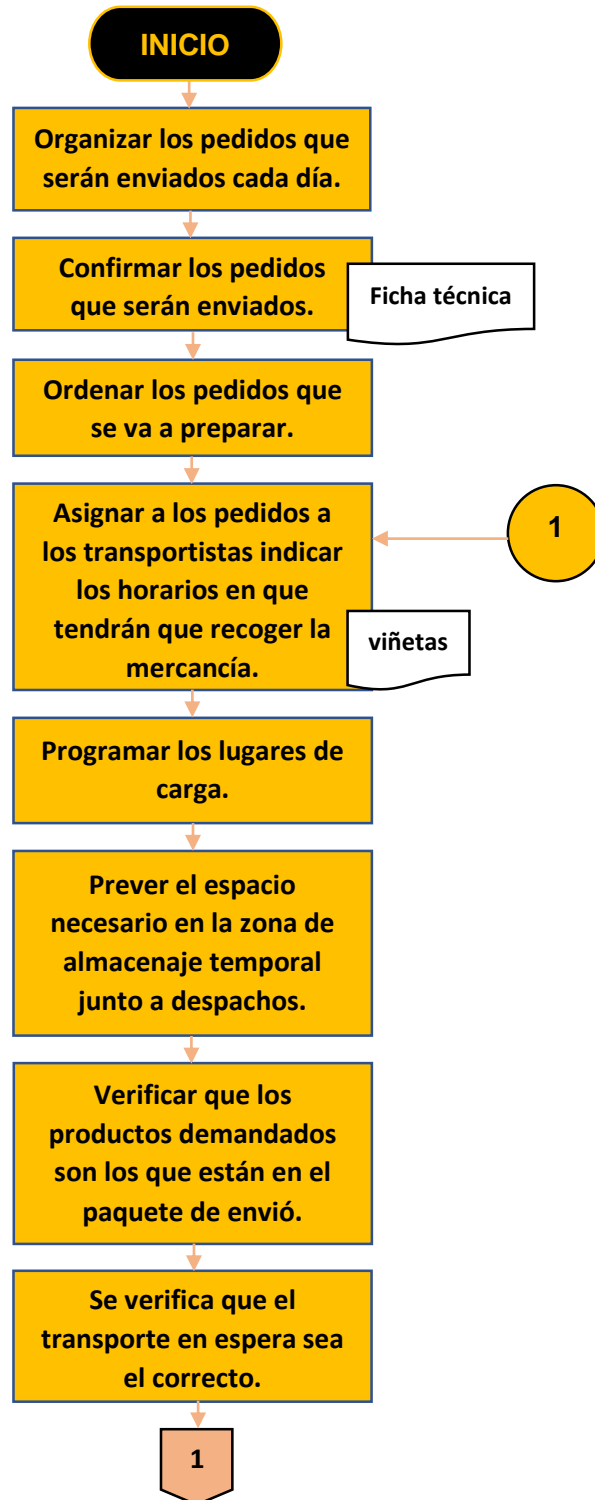 INICIO
Organizar los pedidos que
serán enviados cada día.
Confirmar los pedidos
que serán enviados.
Ficha técnica
Ordenar los pedidos que
se va a preparar.
Asignar a los pedidos a
los transportistas indicar
los horarios en que
tendrán que recoger la
mercancía.
1
viñetas
Programar los lugares de
carga.
Prever el espacio
necesario en la zona de
almacenaje temporal
junto a despachos.
Verificar que los
productos demandados
son los que están en el
paquete de envió.
Se verifica que el
transporte en espera sea
el correcto.
1